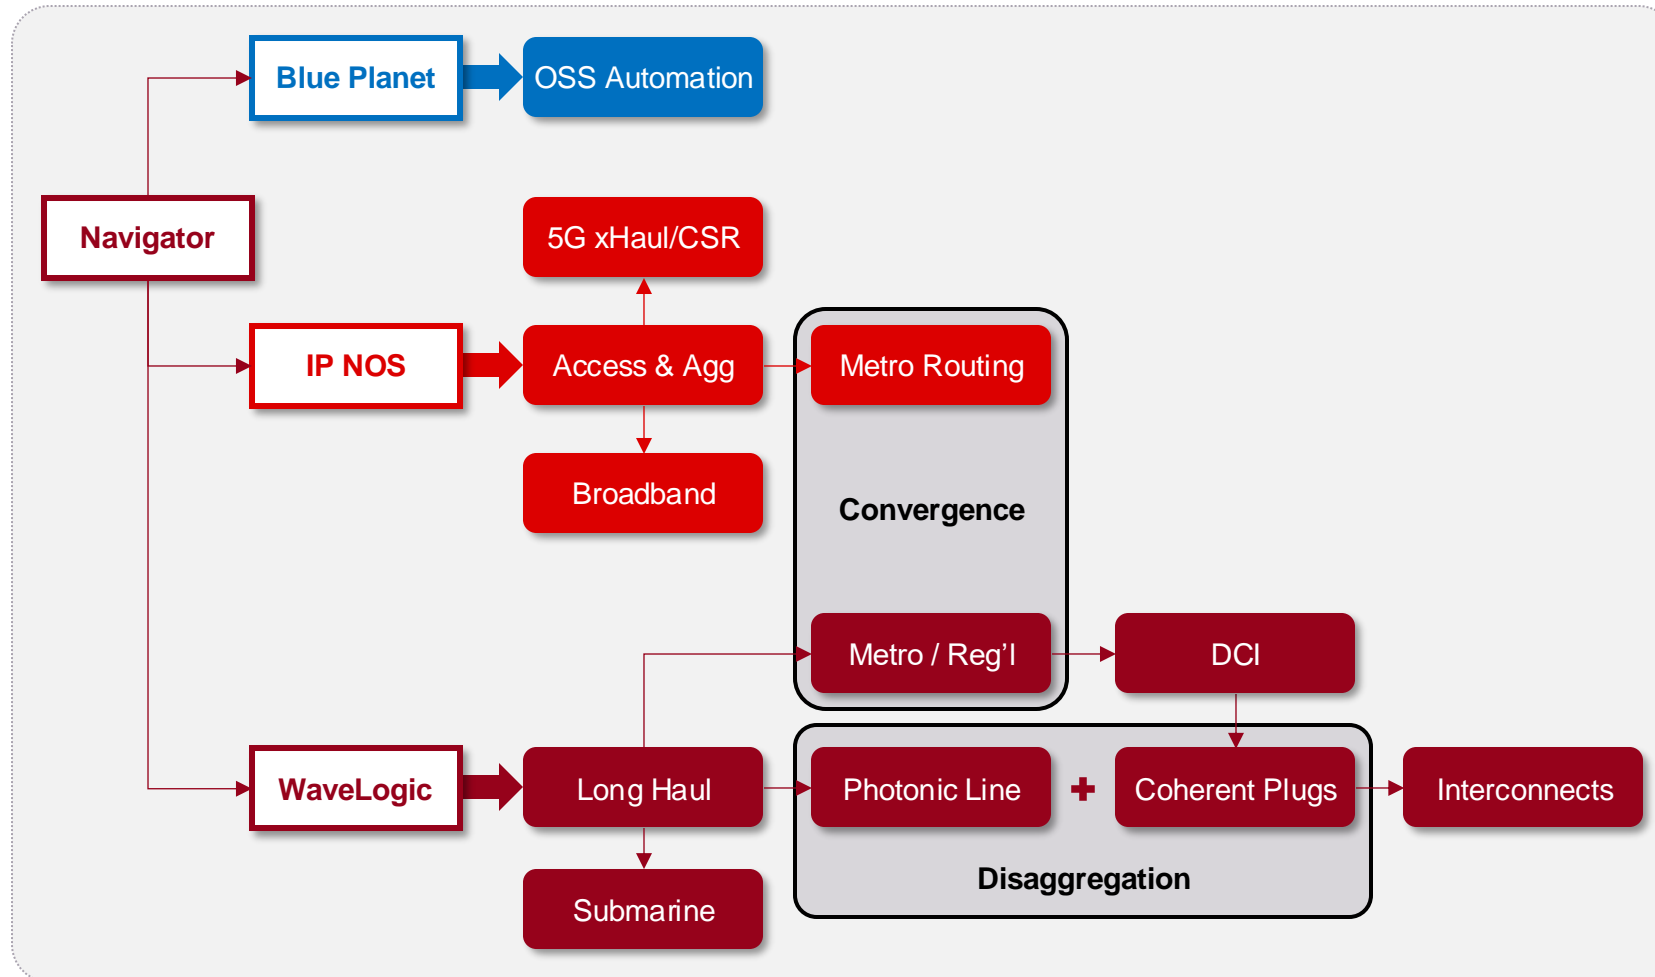 Blue Planet
OSS Automation
Navigator
5G xHaul/CSR
IP NOS
Access & Agg
Metro Routing
Broadband
Convergence
Metro / Reg'l
DCI
WaveLogic
Long Haul
Photonic Line
+
Coherent Plugs
Interconnects
Disaggregation
Submarine